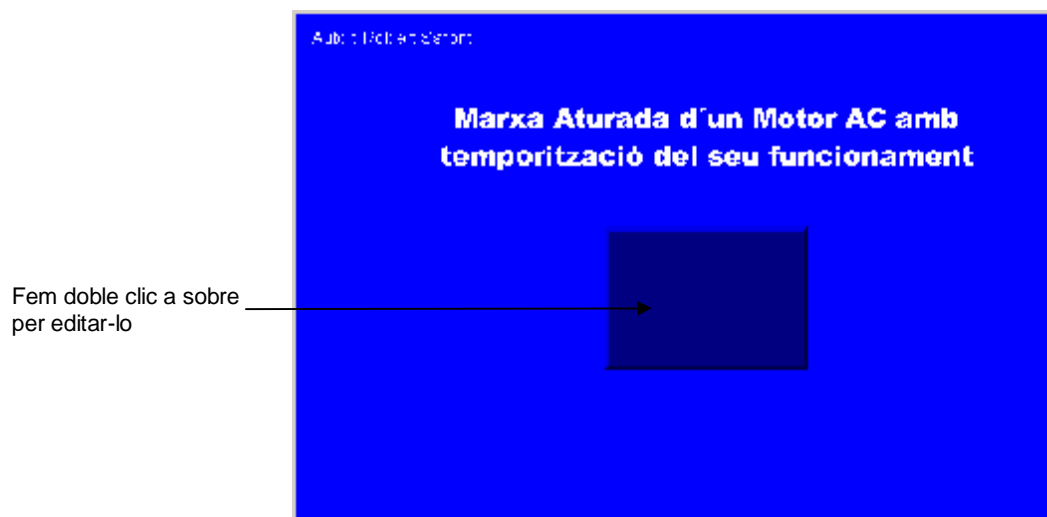 Marxa Aturada d´un Motor AC amb
temporització del seu funcionament
Fem doble clic a sobre
per editar-lo